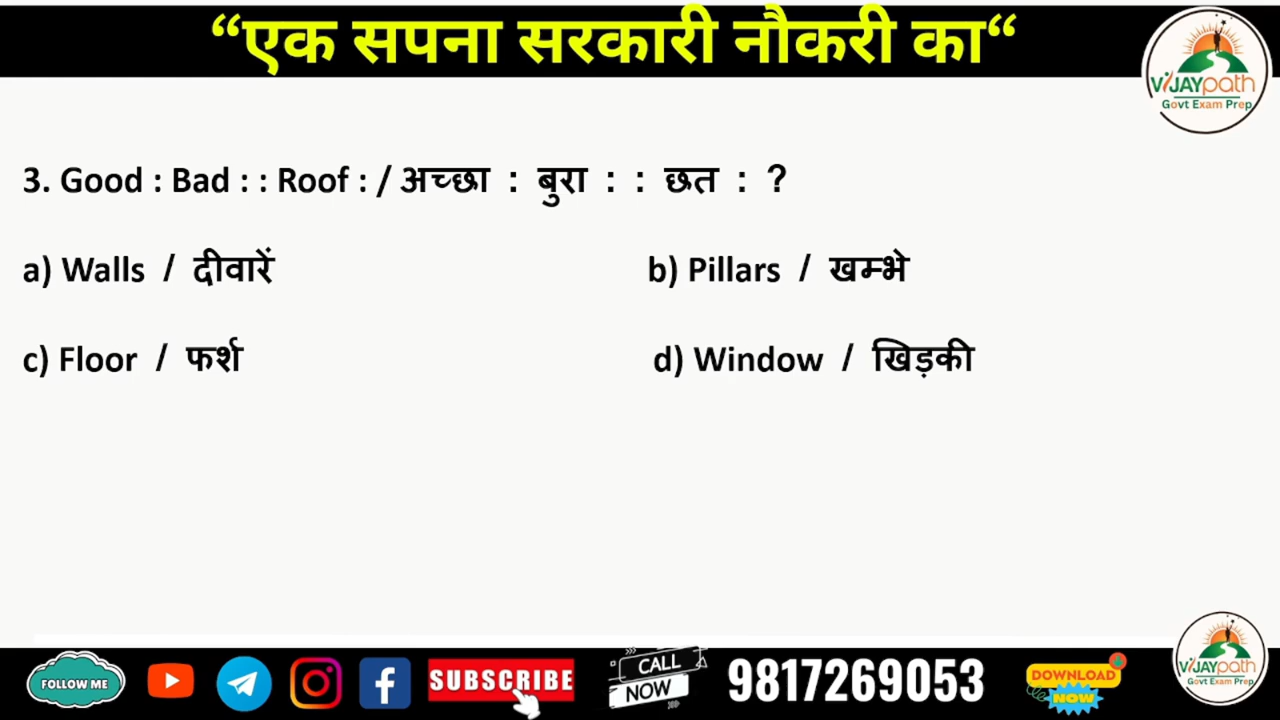 “एक सपना सरकारी नौकरी का“
VIJAYpath
Govt Exam Prep
3. Good : Bad : : Roof : / अच्छा : बुरा : : छत : ?
a) Walls / दीवारें
b) Pillars / खम्भे
c) Floor / फर्श
d) Window / खिड़की
FOLLOW ME
SUBSCRIBE
CALL
NOW
9817269053
DOWNLOAD
NOW
VIJAYpath
Govt Exam Prep